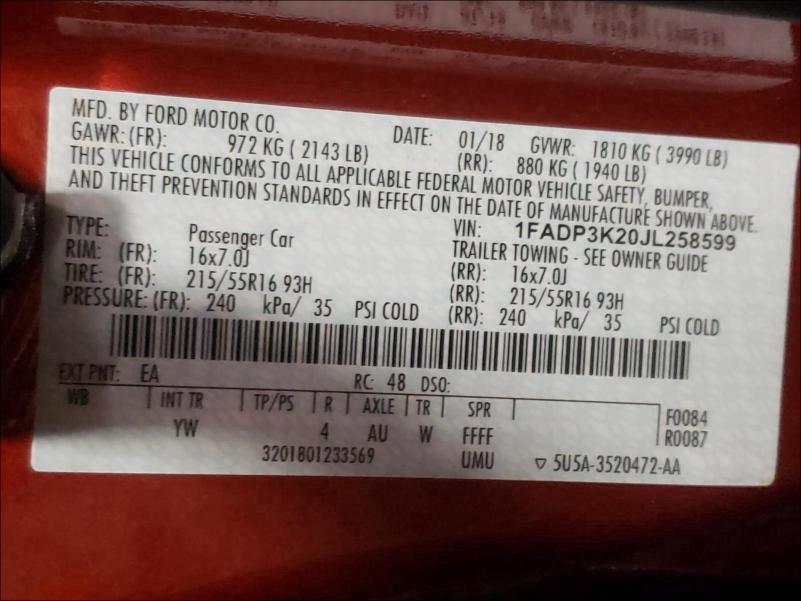 MFD. BY FORD MOTOR CO. DATE: 01/18 GVWR: 1810 KG ( 3990 LB)
GAWR: (FR): 972 KG ( 2143 LB) (RR): 880 KG ( 1940 LB)
THIS VEHICLE CONFORMS TO ALL APPLICABLE FEDERAL MOTOR VEHICLE SAFETY, BUMPER,
AND THEFT PREVENTION STANDARDS IN EFFECT ON THE DATE OF MANUFACTURE SHOWN ABOVE.
TYPE: Passenger Car VIN: 1FADP3K20JL258599
TRAILER TOWING - SEE OWNER GUIDE
RIM: (FR): 16x7.0J (RR): 16x7.0J
TIRE: (FR): 215/55R16 93H (RR): 215/55R16 93H
PRESSURE: (FR): 240 kPa/ 35 PSI COLD (RR): 240 kPa/ 35 PSI COLD
EXT PNT: EA RC: 48 DSO:
WB INT TR TP/PS R AXLE TR SPR F0084
YW 4 AU W FFFF R0087
3201801233569 UMU ▽ 5U5A-3520472-AA